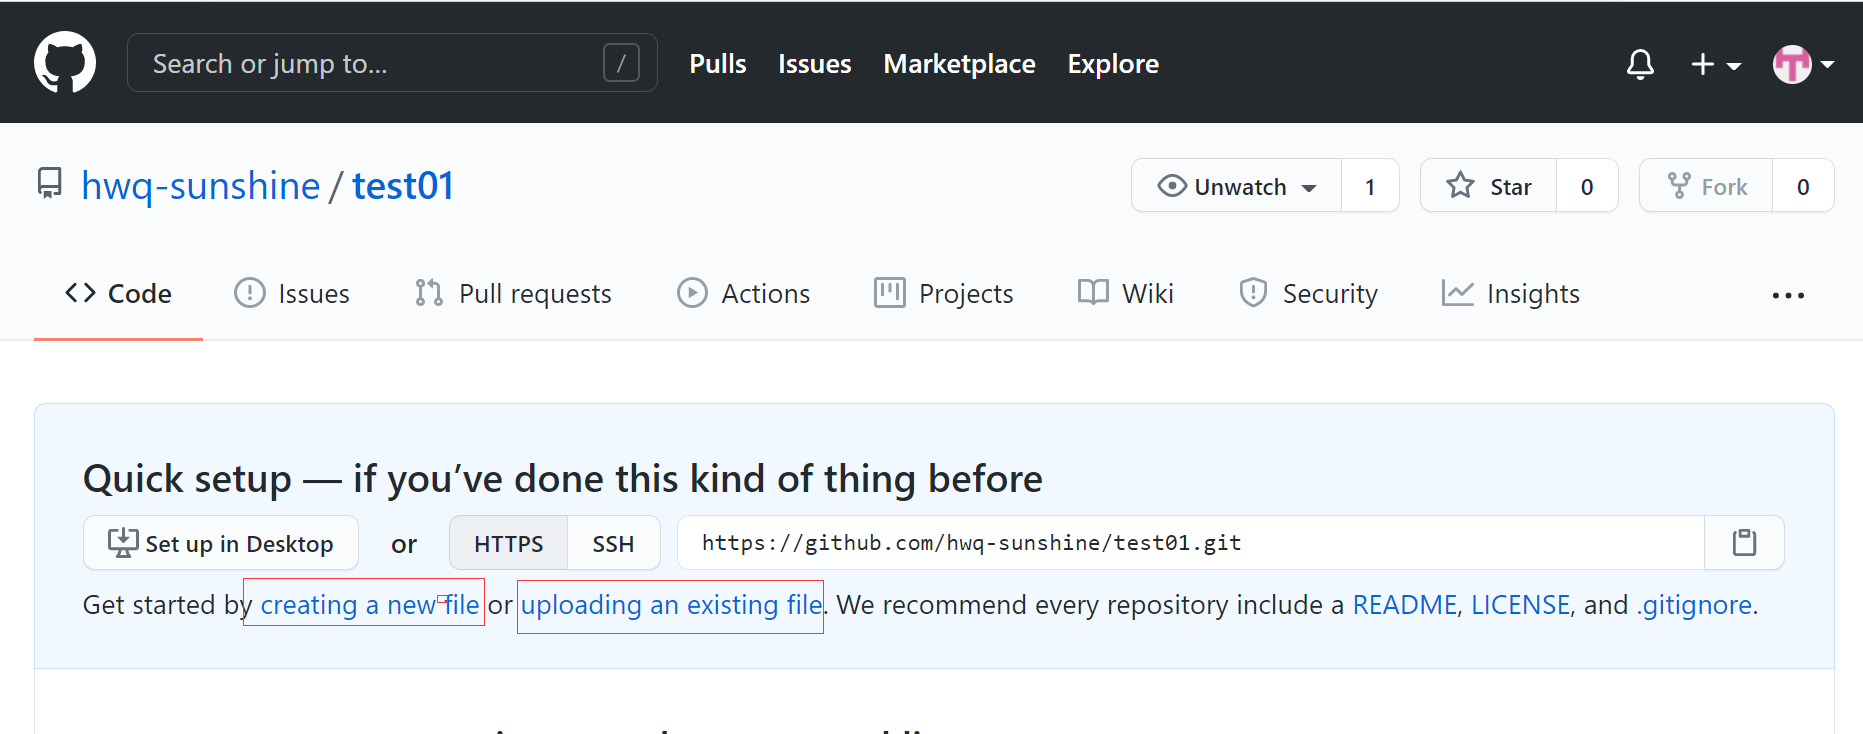 Search or jump to... / Pulls Issues Marketplace Explore
hwq-sunshine / test01 Unwatch 1 Star 0 Fork 0
Code Issues Pull requests Actions Projects Wiki Security Insights ...
Quick setup — if you’ve done this kind of thing before
Set up in Desktop or HTTPS SSH https://github.com/hwq-sunshine/test01.git
Get started by creating a new file or uploading an existing file. We recommend every repository include a README, LICENSE, and .gitignore.